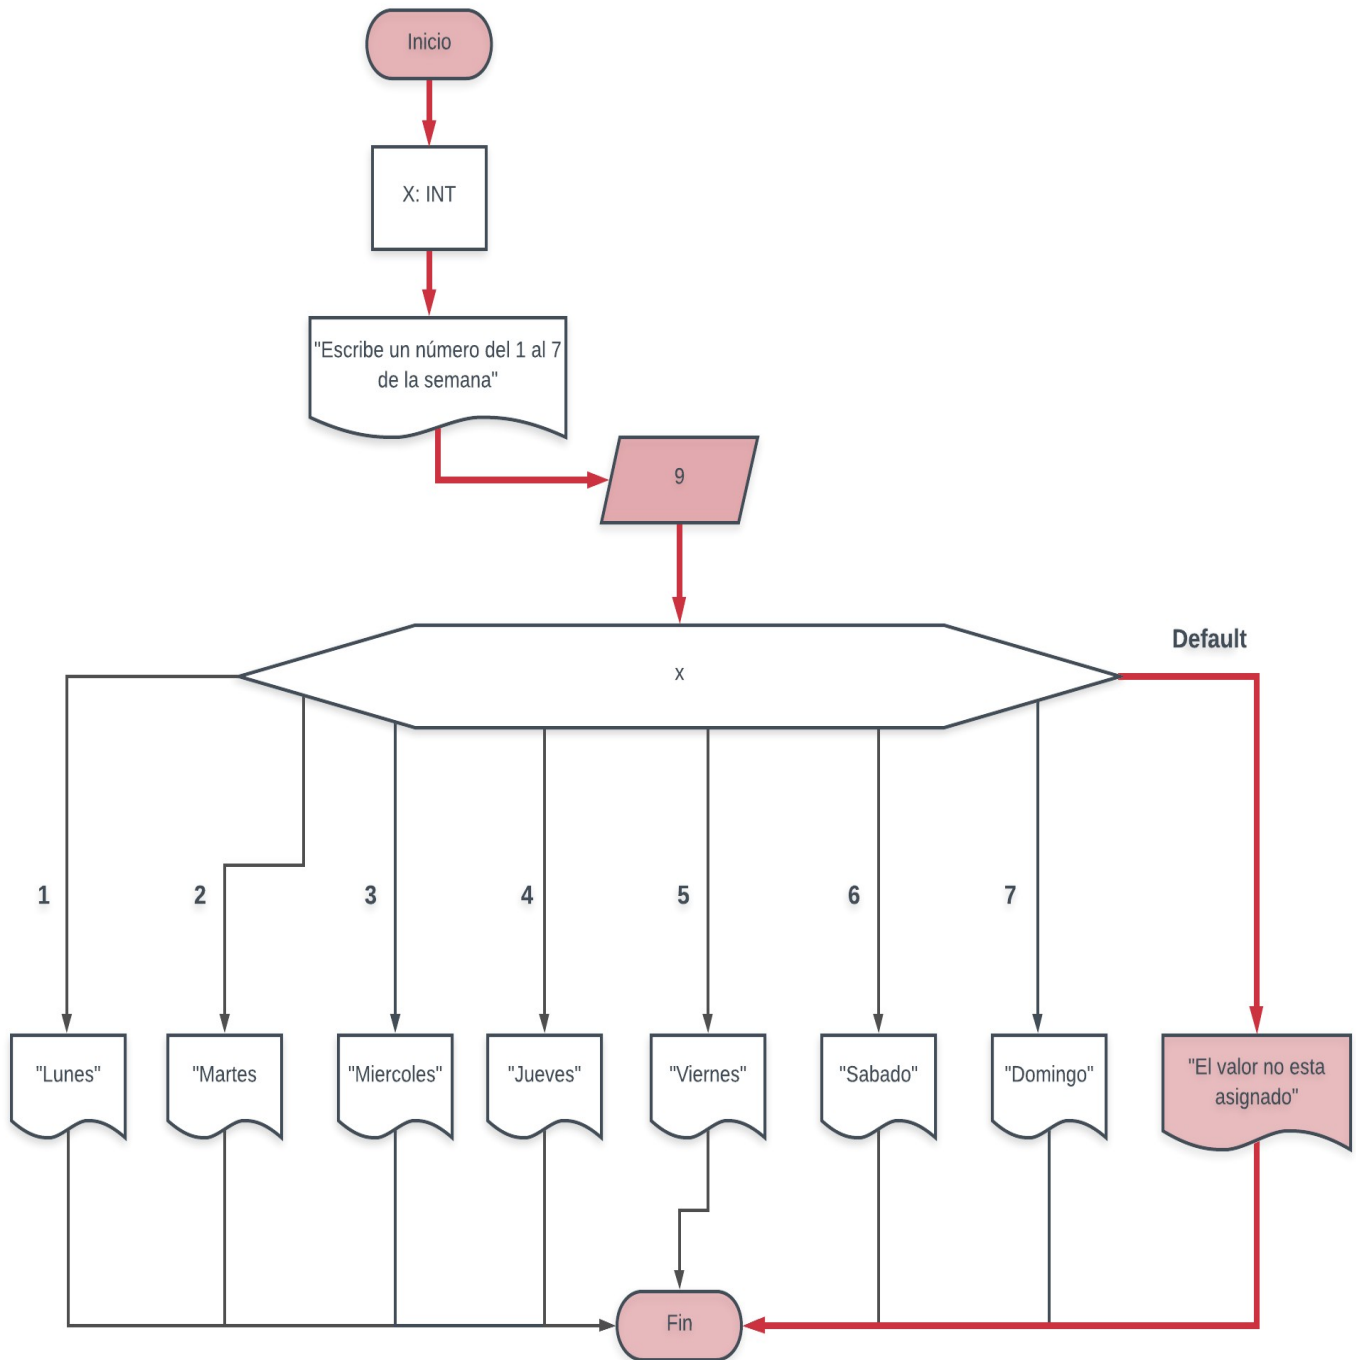 Inicio
X: INT
"Escribe un número del 1 al 7
de la semana"
9
x
Default
1
2
3
4
5
6
7
"Lunes"
"Martes
"Miercoles"
"Jueves"
"Viernes"
"Sabado"
"Domingo"
"El valor no esta
asignado"
Fin